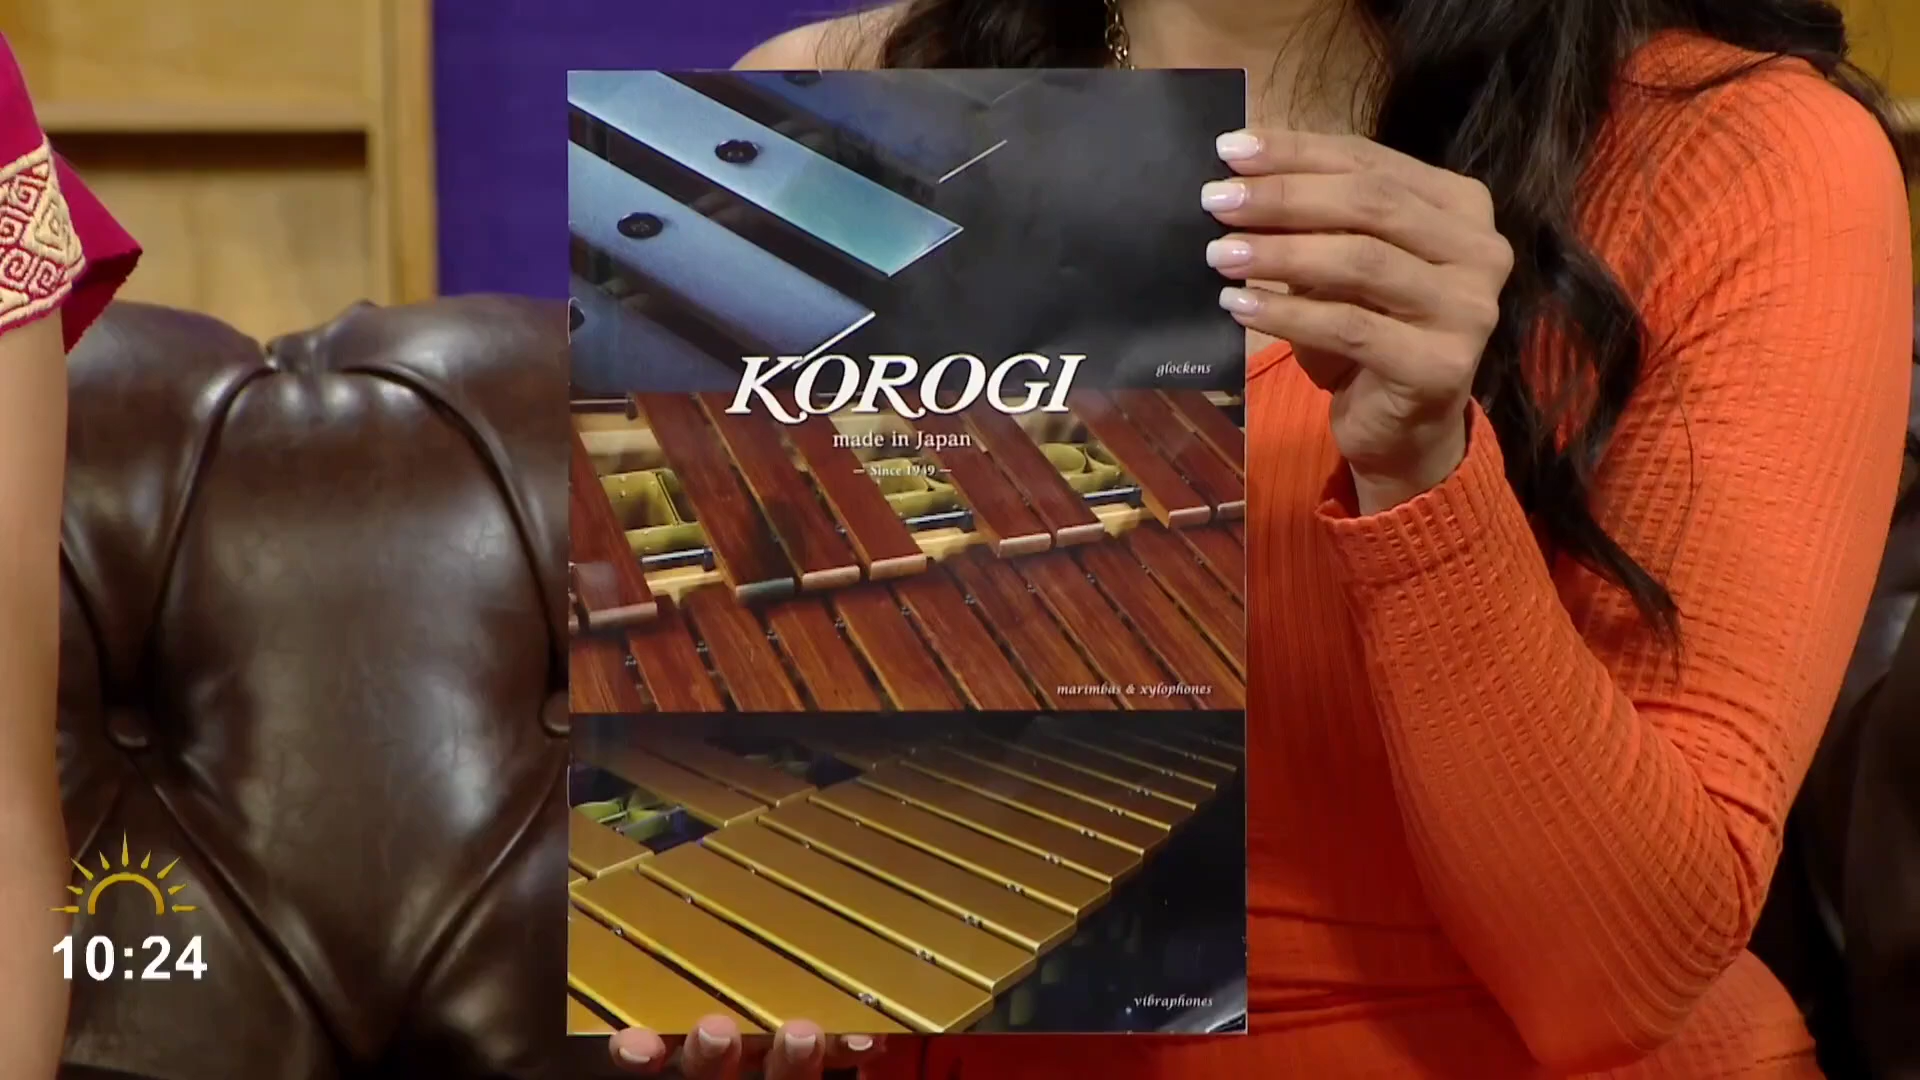 KOROGI
made in Japan
— Since 1949 —
glockens
marimbas & xylophones
vibraphones
10:24